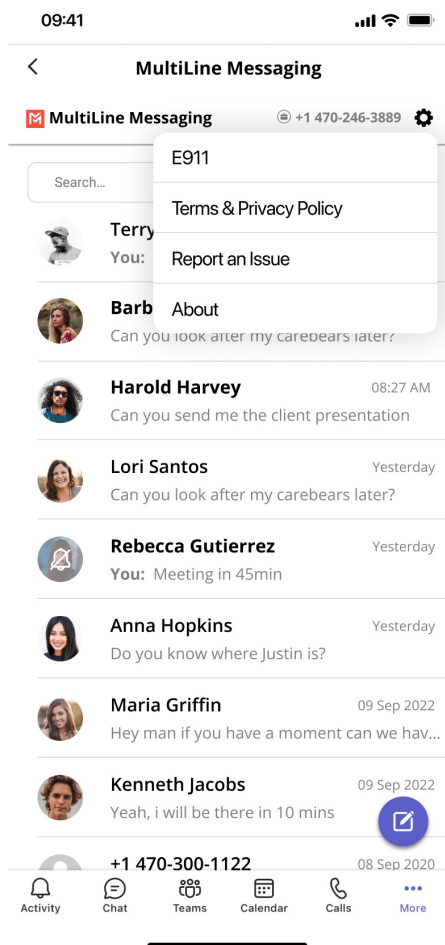 09:41
MultiLine Messaging
MultiLine Messaging
+1 470-246-3889
E911
Terms & Privacy Policy
Report an Issue
About
Search...
Terry
You:
Barb
Can you look after my carebears later?
Harold Harvey
08:27 AM
Can you send me the client presentation
Lori Santos
Yesterday
Can you look after my carebears later?
Rebecca Gutierrez
Yesterday
You: Meeting in 45min
Anna Hopkins
Yesterday
Do you know where Justin is?
Maria Griffin
09 Sep 2022
Hey man if you have a moment can we hav...
Kenneth Jacobs
09 Sep 2022
Yeah, i will be there in 10 mins
+1 470-300-1122
08 Sep 2020
Activity
Chat
Teams
Calendar
Calls
More